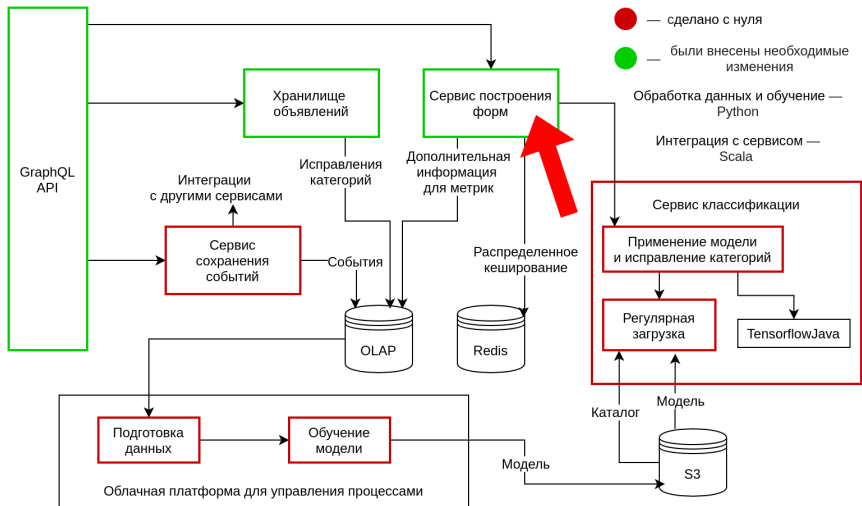 — сделано с нуля
— были внесены необходимые
изменения
Обработка данных и обучение —
Python
Интеграция с сервисом —
Scala
GraphQL
API
Хранилище
объявлений
Сервис построения
форм
Исправления
категорий
Дополнительная
информация
для метрик
Интеграции
с другими сервисами
Сервис
сохранения
событий
События
Распределенное
кеширование
Сервис классификации
Применение модели
и исправление категорий
Регулярная
загрузка
TensorflowJava
OLAP
Redis
Каталог
Модель
Подготовка
данных
Обучение
модели
Модель
S3
Облачная платформа для управления процессами